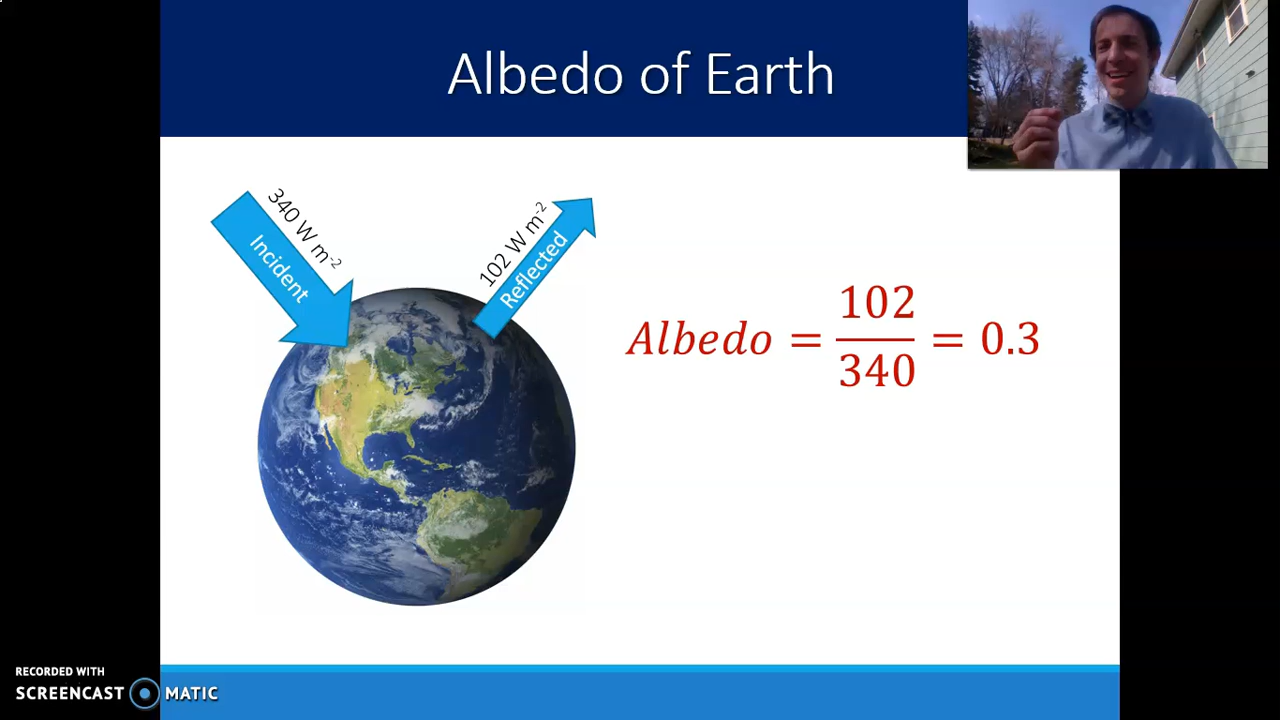 Albedo of Earth
340 W m⁻²
Incident
102 W m⁻²
Reflected
Albedo = 102/340 = 0.3
RECORDED WITH
SCREENCAST MATIC